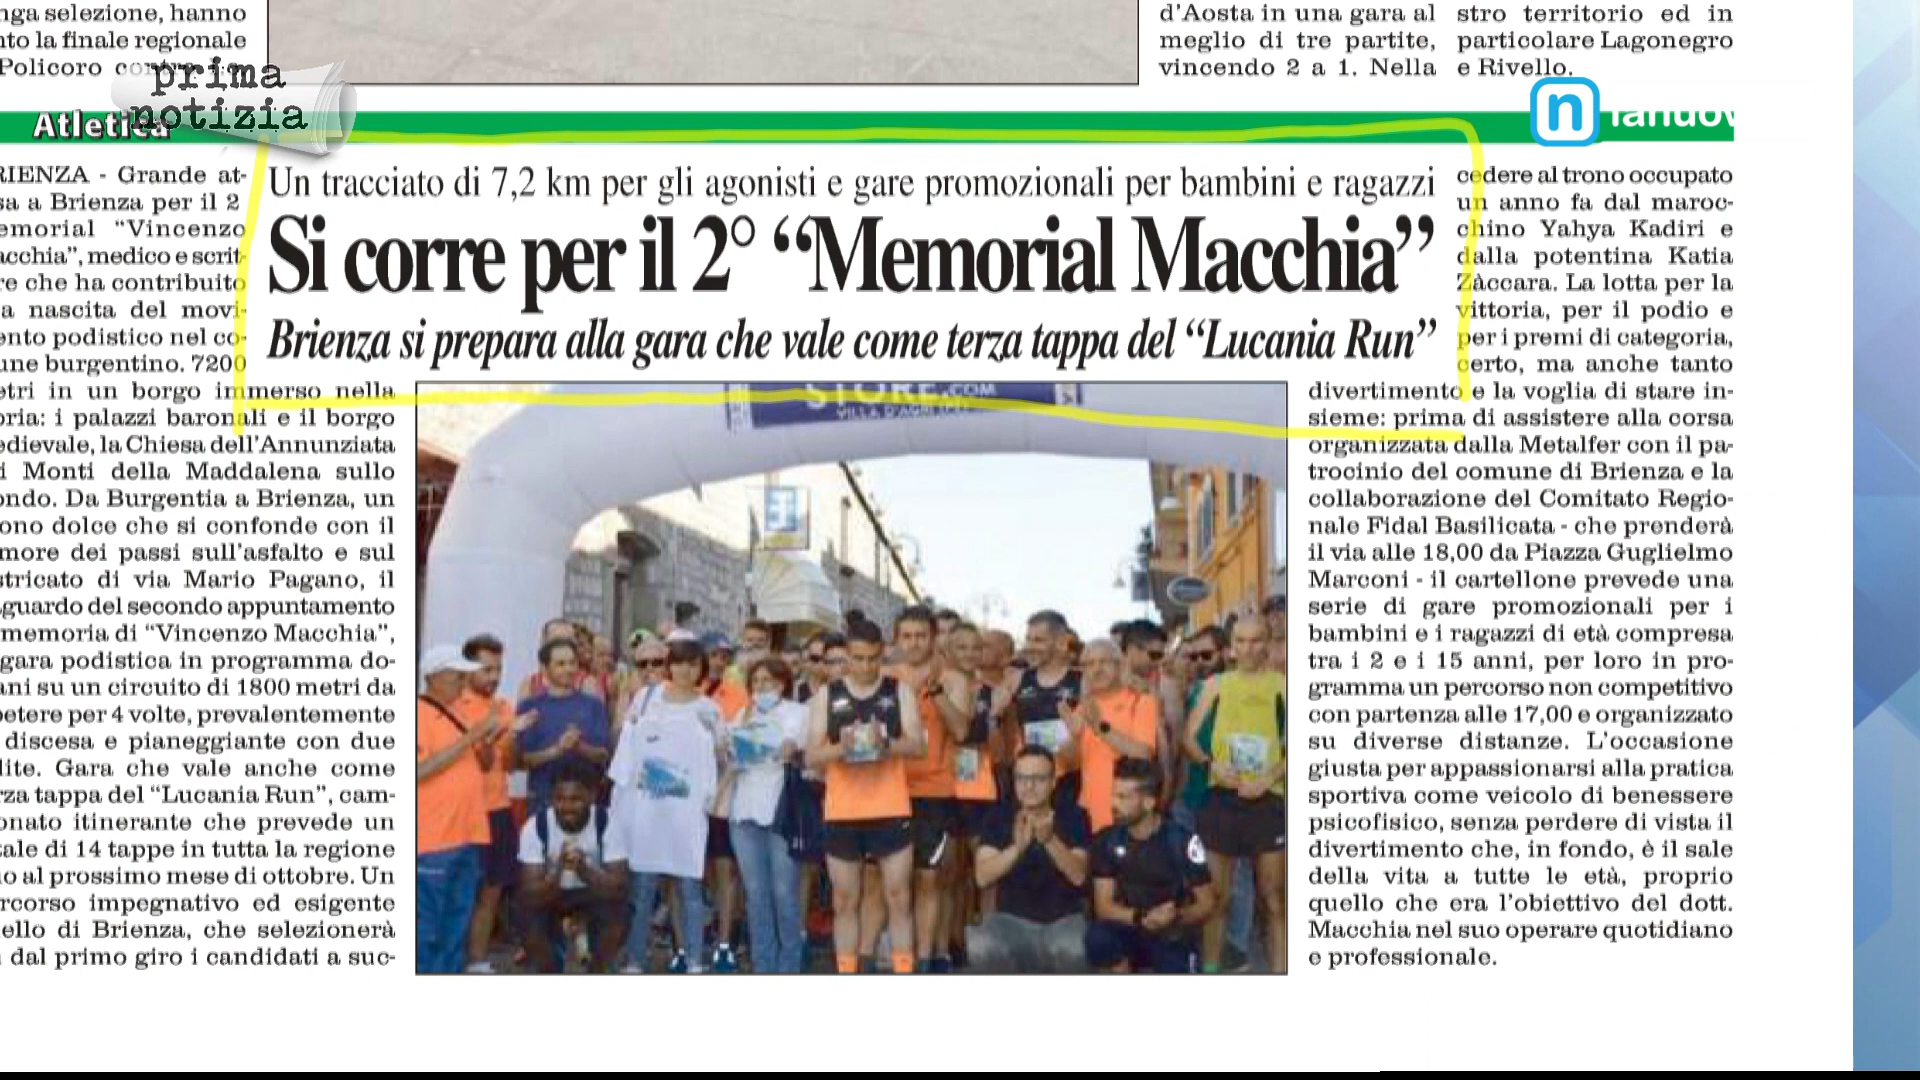 nga selezione, hanno
la finale regionale
Policoro
d'Aosta in una gara al
meglio di tre partite,
vincendo 2 a 1. Nella
stro territorio ed in
particolare Lagonegro
e Rivello.
prima
notizia
Atletica
n
RIENZA - Grande at-
sa a Brienza per il 2
emorial “Vincenzo
acchia”, medico e scrit-
re che ha contribuito
a nascita del movi-
ento podistico nel co-
une burgentino. 7200
etri in un borgo immerso nella
oria: i palazzi baronali e il borgo
edievale, la Chiesa dell'Annunziata
i Monti della Maddalena sullo
ondo. Da Burgentia a Brienza, un
ono dolce che si confonde con il
more dei passi sull'asfalto e sul
stricato di via Mario Pagano, il
aguardo del secondo appuntamento
memoria di “Vincenzo Macchia”,
gara podistica in programma do-
ani su un circuito di 1800 metri da
petere per 4 volte, prevalentemente
discesa e pianeggiante con due
lite. Gara che vale anche come
rza tappa del “Lucania Run”, cam-
onato itinerante che prevede un
tale di 14 tappe in tutta la regione
o al prossimo mese di ottobre. Un
rcorso impegnativo ed esigente
ello di Brienza, che selezionerà
dal primo giro i candidati a suc-
Un tracciato di 7,2 km per gli agonisti e gare promozionali per bambini e ragazzi
Si corre per il 2° “Memorial Macchia”
Brienza si prepara alla gara che vale come terza tappa del “Lucania Run”
STORE.COM
VILLA D'AGRI
cedere al trono occupato
un anno fa dal maroc-
chino Yahya Kadiri e
dalla potentina Katia
Zàccara. La lotta per la
vittoria, per il podio e
per i premi di categoria,
certo, ma anche tanto
divertimento e la voglia di stare in-
sieme: prima di assistere alla corsa
organizzata dalla Metalfer con il pa-
trocinio del comune di Brienza e la
collaborazione del Comitato Regio-
nale Fidal Basilicata - che prenderà
il via alle 18,00 da Piazza Guglielmo
Marconi - il cartellone prevede una
serie di gare promozionali per i
bambini e i ragazzi di età compresa
tra i 2 e i 15 anni, per loro in pro-
gramma un percorso non competitivo
con partenza alle 17,00 e organizzato
su diverse distanze. L'occasione
giusta per appassionarsi alla pratica
sportiva come veicolo di benessere
psicofisico, senza perdere di vista il
divertimento che, in fondo, è il sale
della vita a tutte le età, proprio
quello che era l'obiettivo del dott.
Macchia nel suo operare quotidiano
e professionale.